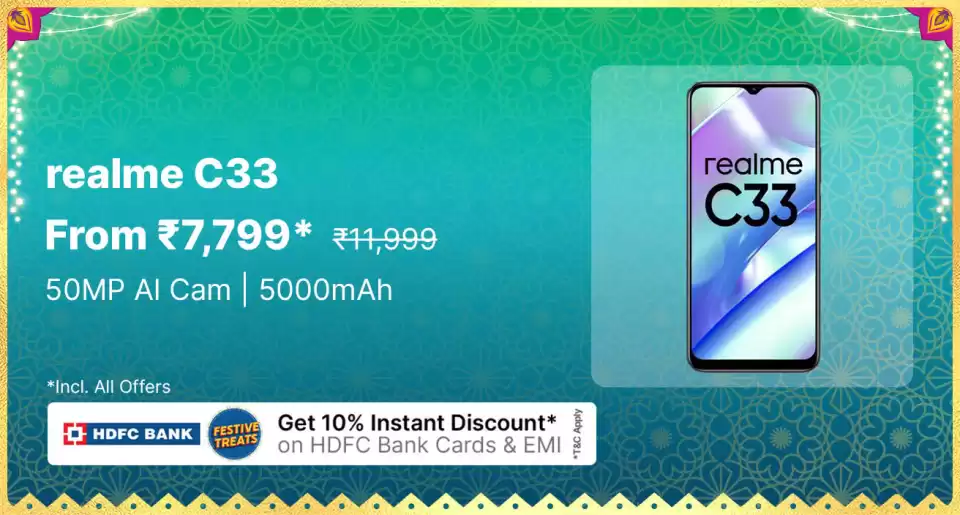 realme C33
From ₹7,799* ₹11,999
50MP AI Cam | 5000mAh
*Incl. All Offers
HDFC BANK
FESTIVE
TREATS
Get 10% Instant Discount*
on HDFC Bank Cards & EMI
*T&C Apply
realme
C33